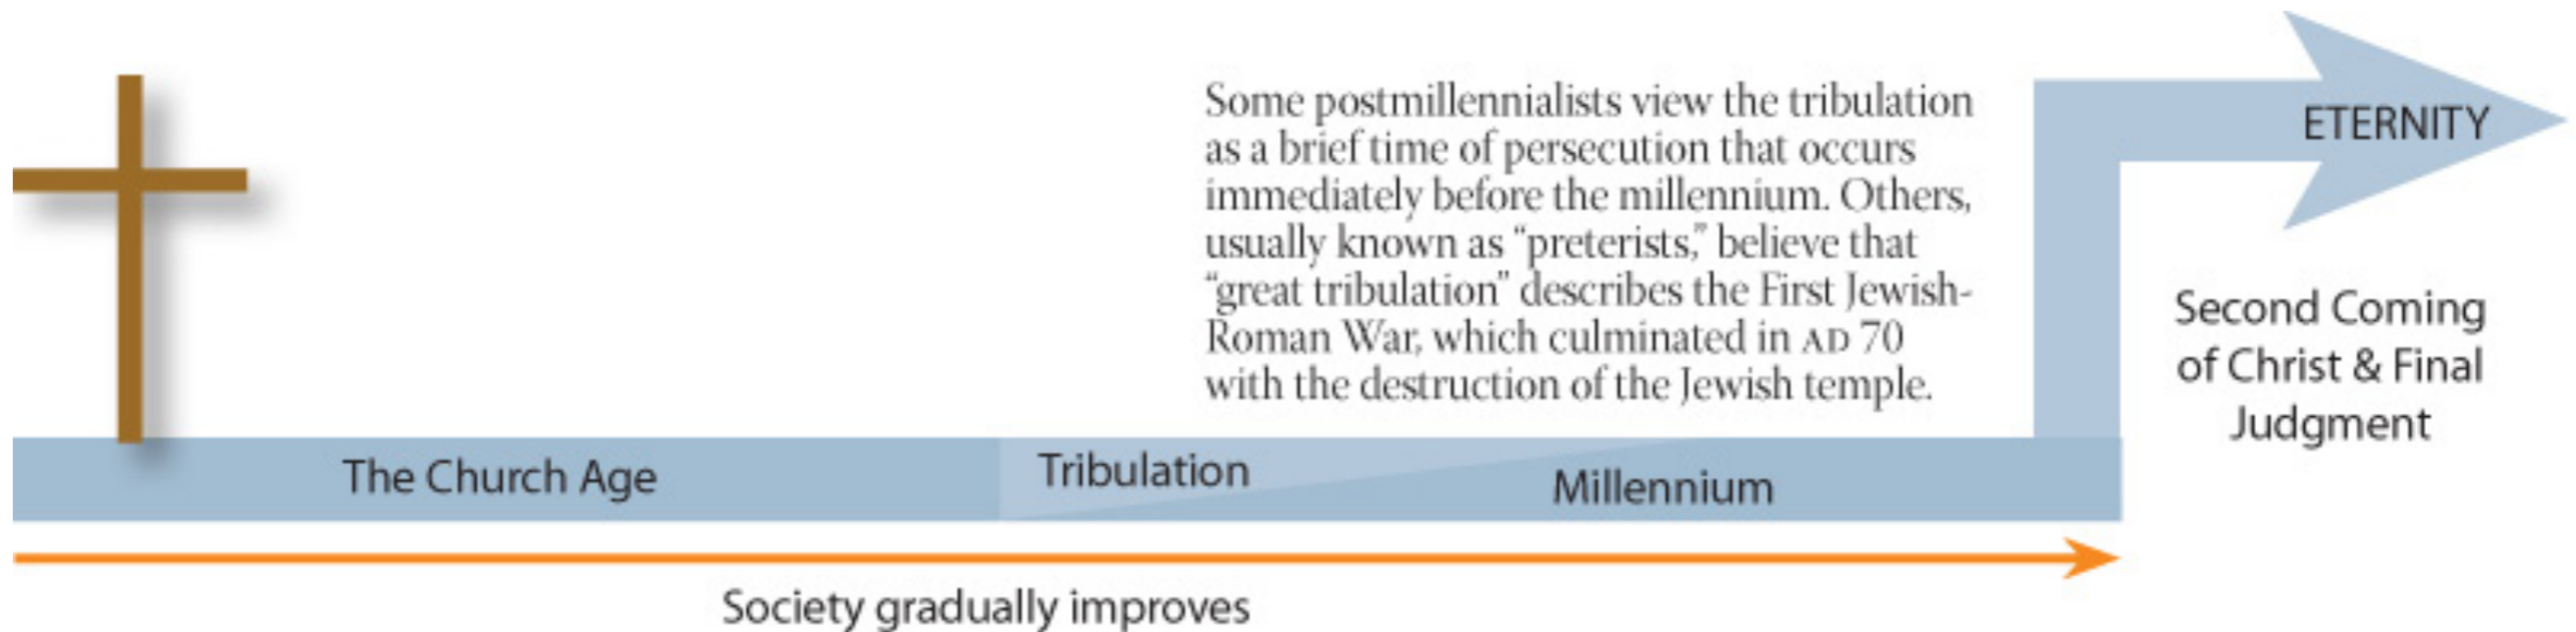 Some postmillennialists view the tribulation
as a brief time of persecution that occurs
immediately before the millennium. Others,
usually known as “preterists,” believe that
“great tribulation” describes the First Jewish-
Roman War, which culminated in AD 70
with the destruction of the Jewish temple.
ETERNITY
Second Coming
of Christ & Final
Judgment
The Church Age
Tribulation
Millennium
Society gradually improves